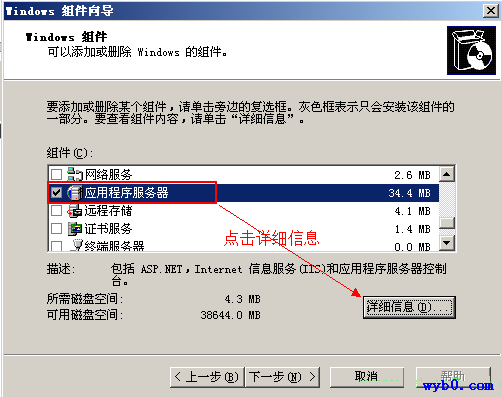 Windows 组件向导
Windows 组件
可以添加或删除 Windows 的组件。
要添加或删除某个组件，请单击旁边的复选框。灰色框表示只会安装该组件的
一部分。要查看组件内容，请单击“详细信息”。
组件(C):
网络服务 2.6 MB
应用程序服务器 34.4 MB
远程存储 4.1 MB
证书服务 1.4 MB
终端服务器 0.0 MB
点击详细信息
描述: 包括 ASP.NET，Internet 信息服务(IIS)和应用程序服务器控制
台。
所需磁盘空间: 4.3 MB
可用磁盘空间: 38644.0 MB
详细信息(D)...
< 上一步(B) 下一步(N) > 取消 帮助
wyb0.com